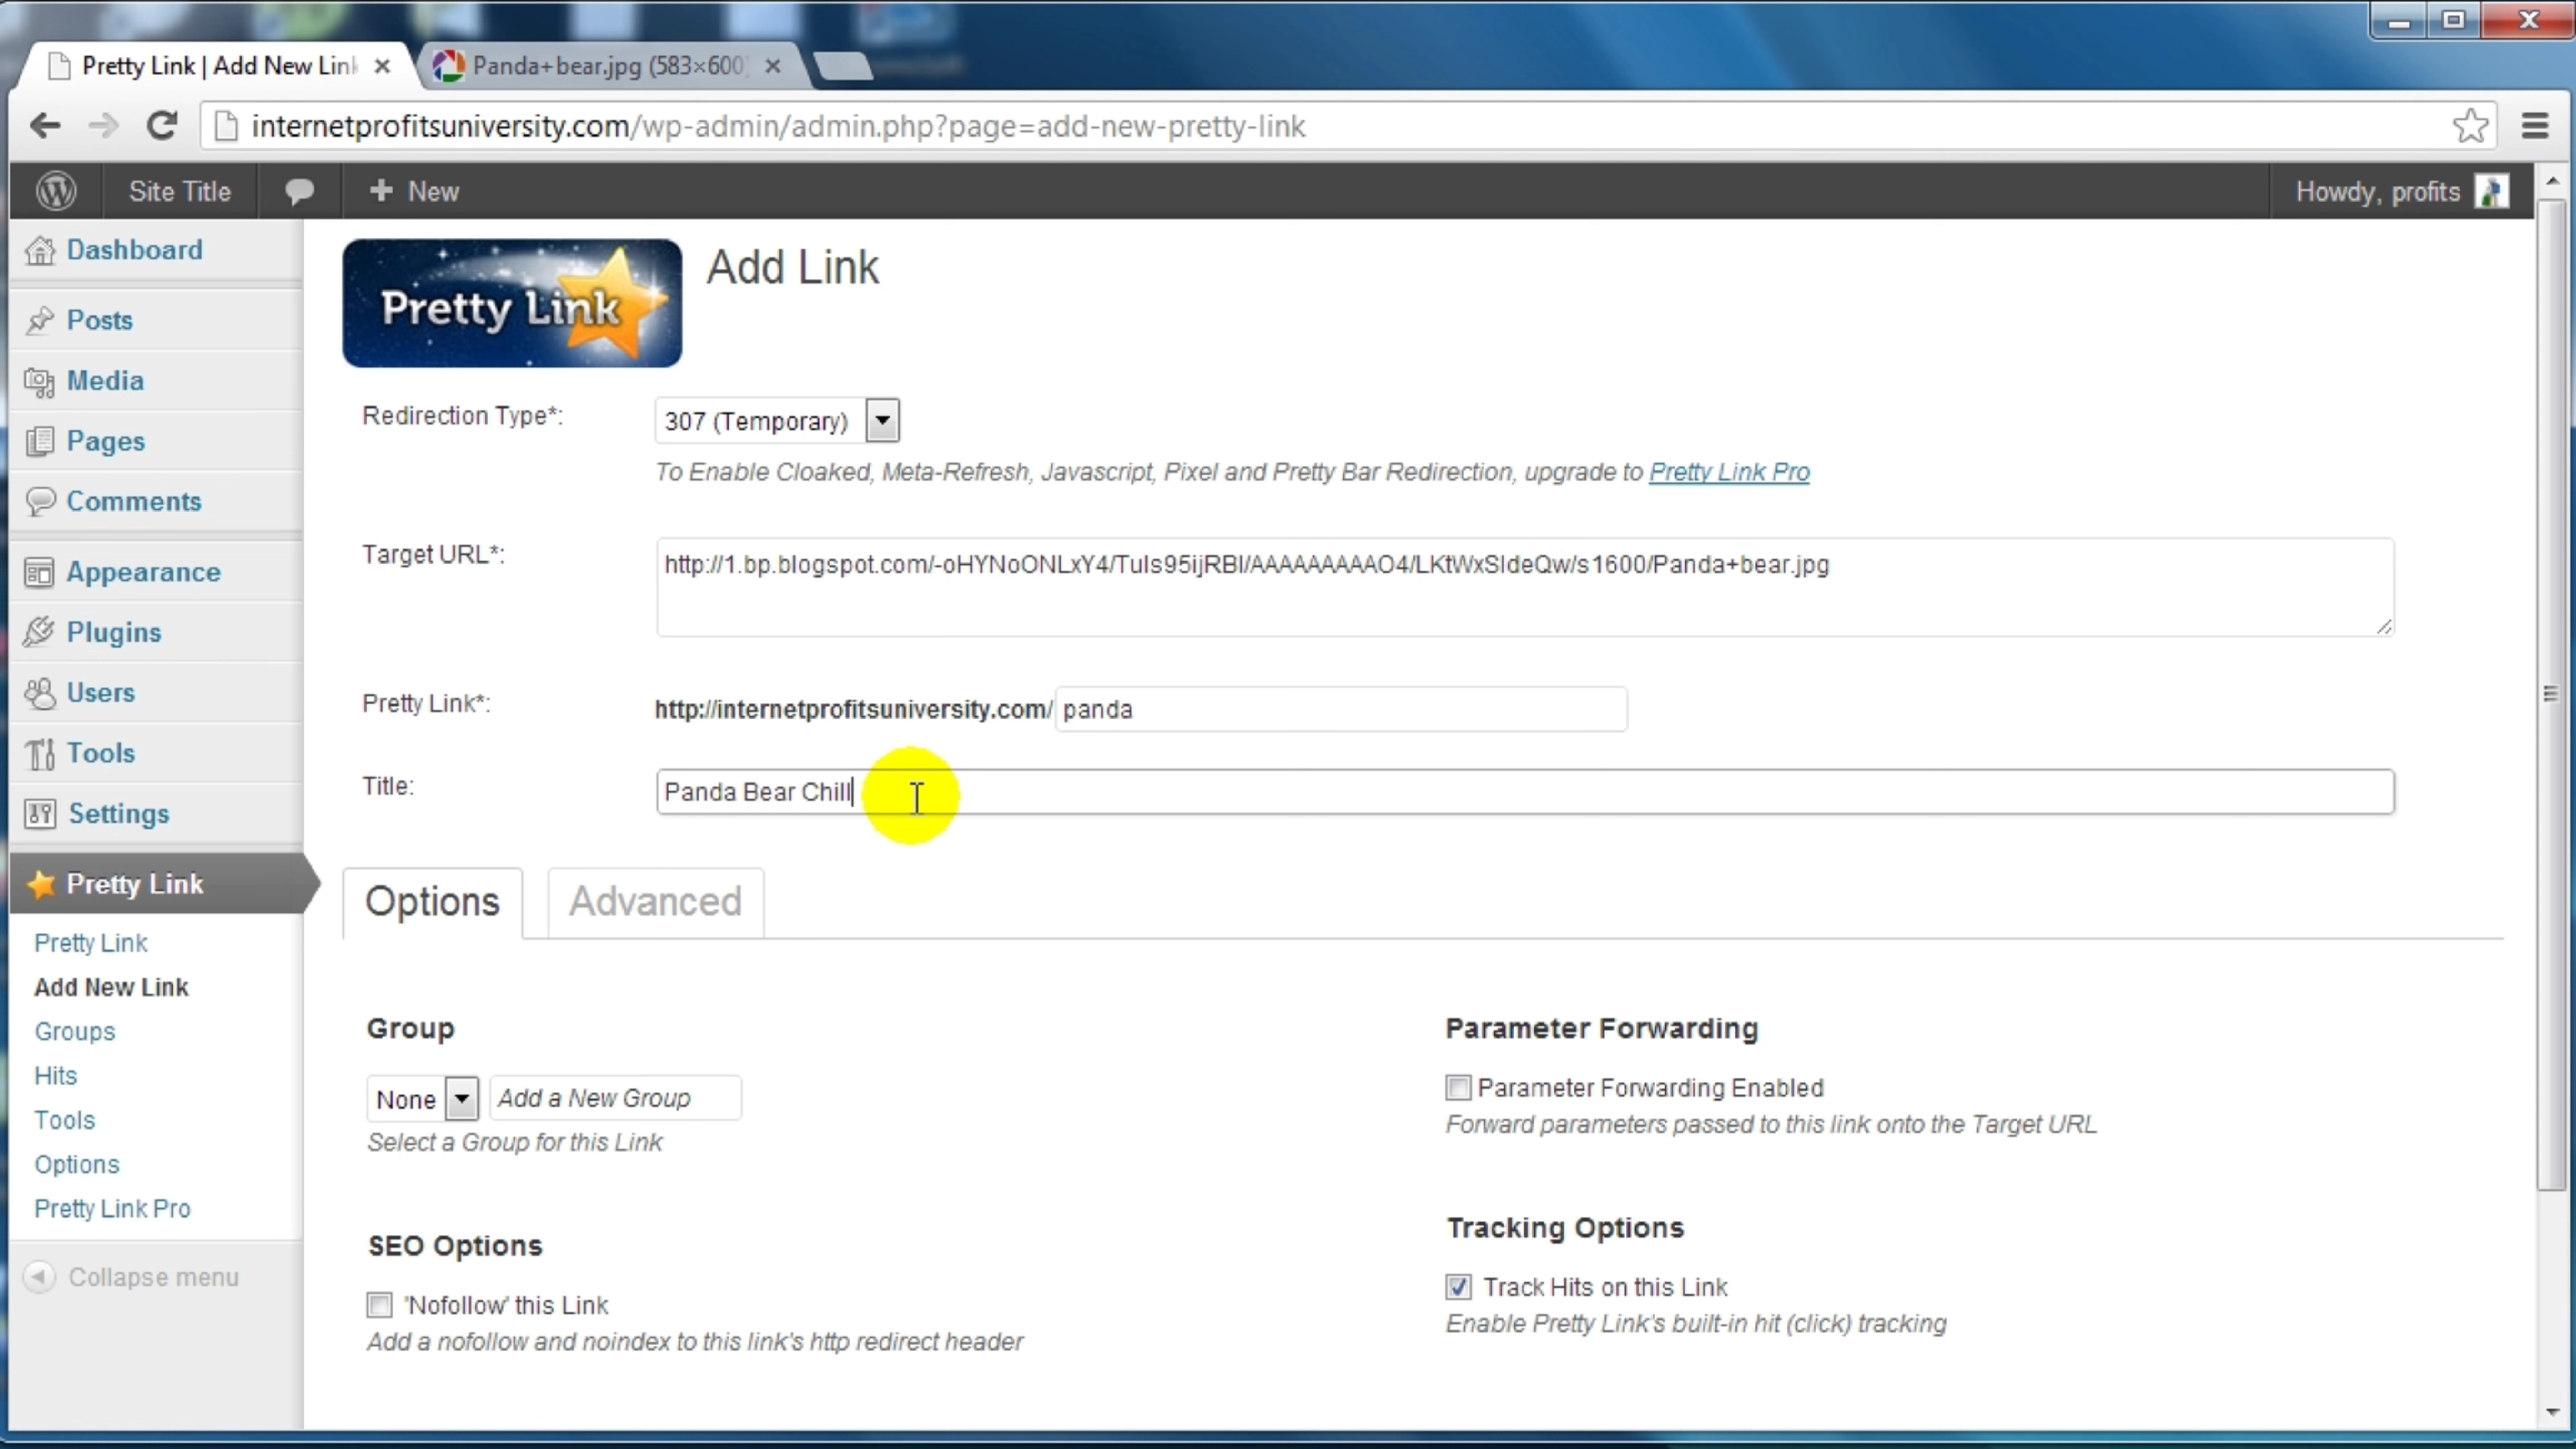 Pretty Link | Add New Link
Panda+bear.jpg (583×600)
internetprofitsuniversity.com/wp-admin/admin.php?page=add-new-pretty-link
Site Title
+ New
Howdy, profits
Dashboard
Posts
Media
Pages
Comments
Appearance
Plugins
Users
Tools
Settings
Pretty Link
Pretty Link
Add New Link
Groups
Hits
Tools
Options
Pretty Link Pro
Collapse menu
Pretty Link
Add Link
Redirection Type*:
307 (Temporary)
To Enable Cloaked, Meta-Refresh, Javascript, Pixel and Pretty Bar Redirection, upgrade to Pretty Link Pro
Target URL*:
http://1.bp.blogspot.com/-oHYNoONLxY4/TuIs95ijRBI/AAAAAAAAAO4/LKtWxSIdeQw/s1600/Panda+bear.jpg
Pretty Link*:
http://internetprofitsuniversity.com/ panda
Title:
Panda Bear Chill
Options
Advanced
Group
None
Add a New Group
Select a Group for this Link
SEO Options
'Nofollow' this Link
Add a nofollow and noindex to this link's http redirect header
Parameter Forwarding
Parameter Forwarding Enabled
Forward parameters passed to this link onto the Target URL
Tracking Options
Track Hits on this Link
Enable Pretty Link's built-in hit (click) tracking